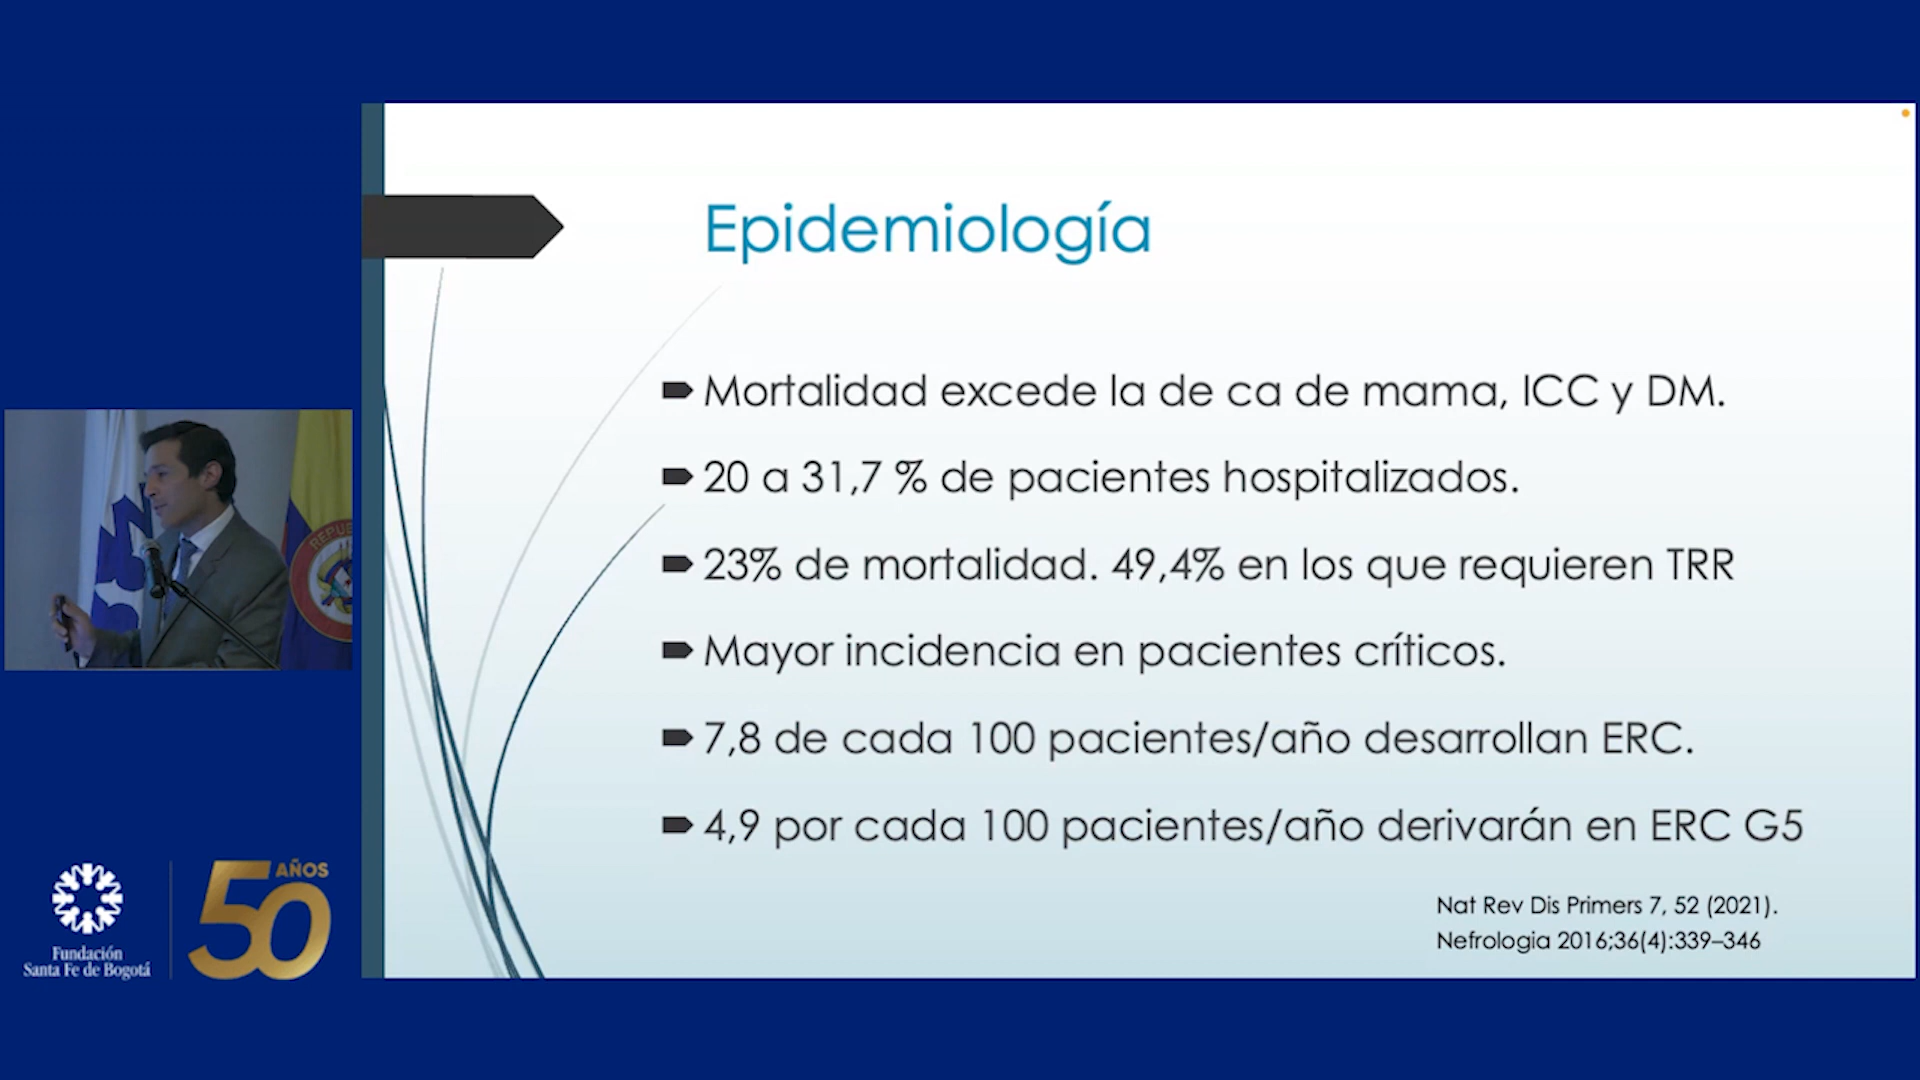 Epidemiología
Mortalidad excede la de ca de mama, ICC y DM.
20 a 31,7 % de pacientes hospitalizados.
23% de mortalidad. 49,4% en los que requieren TRR
Mayor incidencia en pacientes críticos.
7,8 de cada 100 pacientes/año desarrollan ERC.
4,9 por cada 100 pacientes/año derivarán en ERC G5
Nat Rev Dis Primers 7, 52 (2021).
Nefrologia 2016;36(4):339–346
REPUB
Fundación
Santa Fe de Bogotá
50 AÑOS